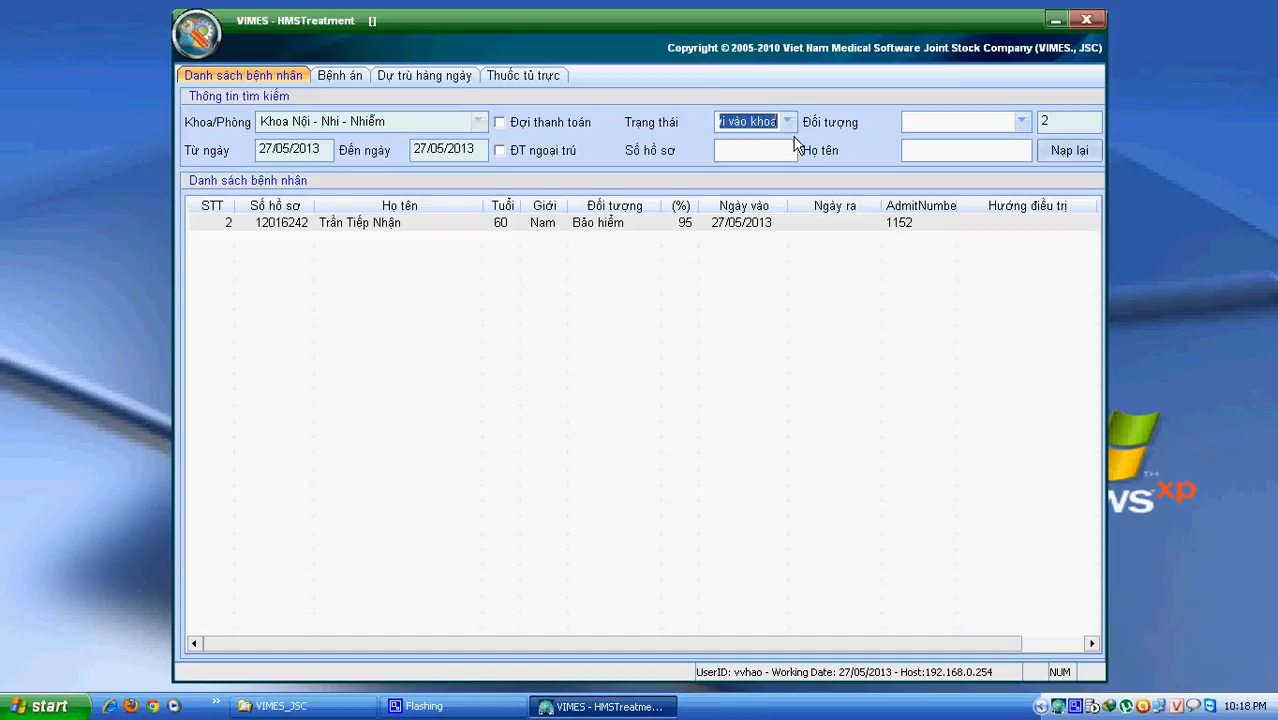 VIMES - HMSTreatment []
Copyright © 2005-2010 Viet Nam Medical Software Joint Stock Company (VIMES., JSC)
Danh sách bệnh nhân Bệnh án Dự trù hàng ngày Thuốc tủ trực
Thông tin tìm kiếm
Khoa/Phòng Khoa Nội - Nhi - Nhiễm Đợi thanh toán Trạng thái vào khoa Đối tượng 2
Từ ngày 27/05/2013 Đến ngày 27/05/2013 ĐT ngoại trú Số hồ sơ Họ tên Nạp lại
Danh sách bệnh nhân
STT Số hồ sơ Họ tên Tuổi Giới Đối tượng (%) Ngày vào Ngày ra AdmitNumbe Hướng điều trị
2 12016242 Trần Tiếp Nhận 60 Nam Bảo hiểm 95 27/05/2013 1152
UserID: vvhao - Working Date: 27/05/2013 - Host:192.168.0.254 NUM
WS xp
TM
start VIMES_JSC Flashing VIMES - HMSTreatme... 10:18 PM